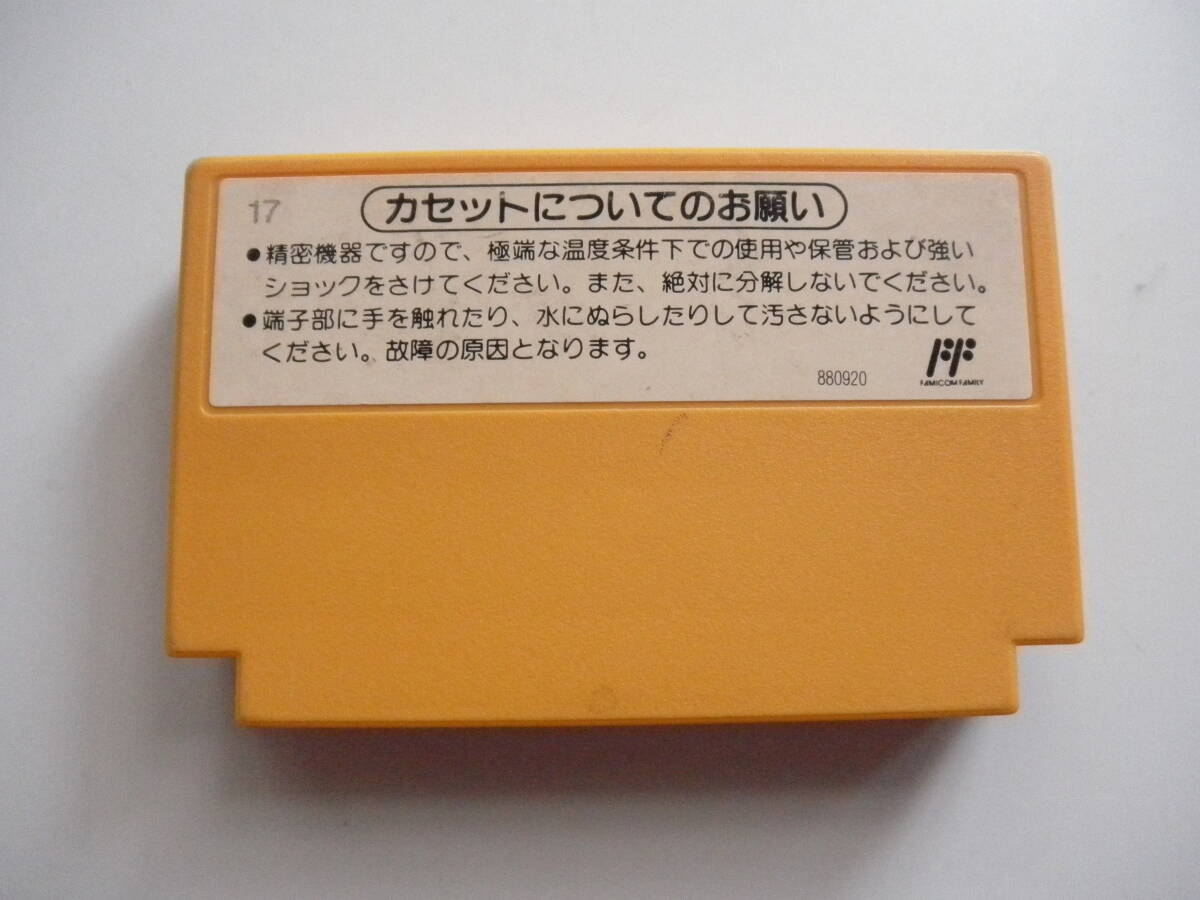 17
カセットについてのお願い
●精密機器ですので、極端な温度条件下での使用や保管および強い
ショックをさけてください。また、絶対に分解しないでください。
●端子部に手を触れたり、水にぬらしたりして汚さないようにして
ください。故障の原因となります。
880920
FF
FAMICOM FAMILY